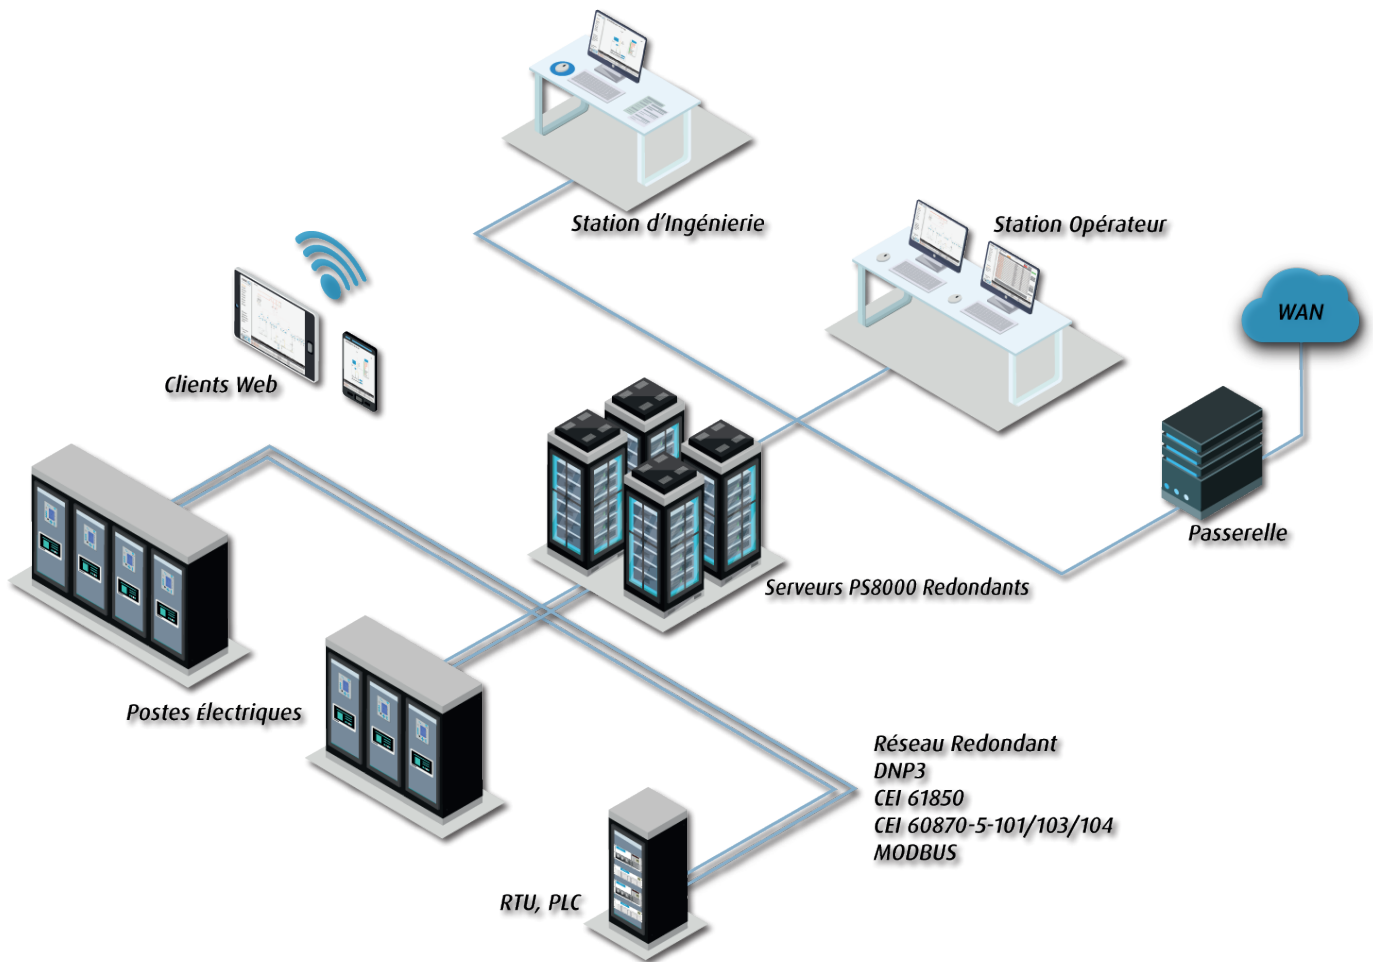 Station d'Ingénierie
Station Opérateur
WAN
Clients Web
Passerelle
Serveurs PS8000 Redondants
Postes Électriques
Réseau Redondant
DNP3
CEI 61850
CEI 60870-5-101/103/104
MODBUS
RTU, PLC